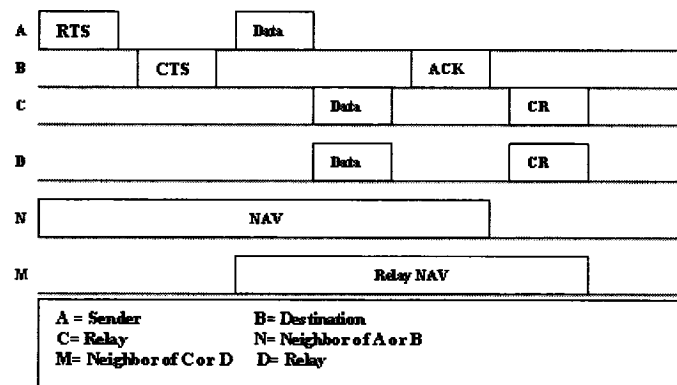 A RTS Data
B CTS ACK
C Data CR
D Data CR
N NAV
M Relay NAV
A = Sender B= Destination
C= Relay N= Neighbor of A or B
M= Neighbor of C or D D= Relay